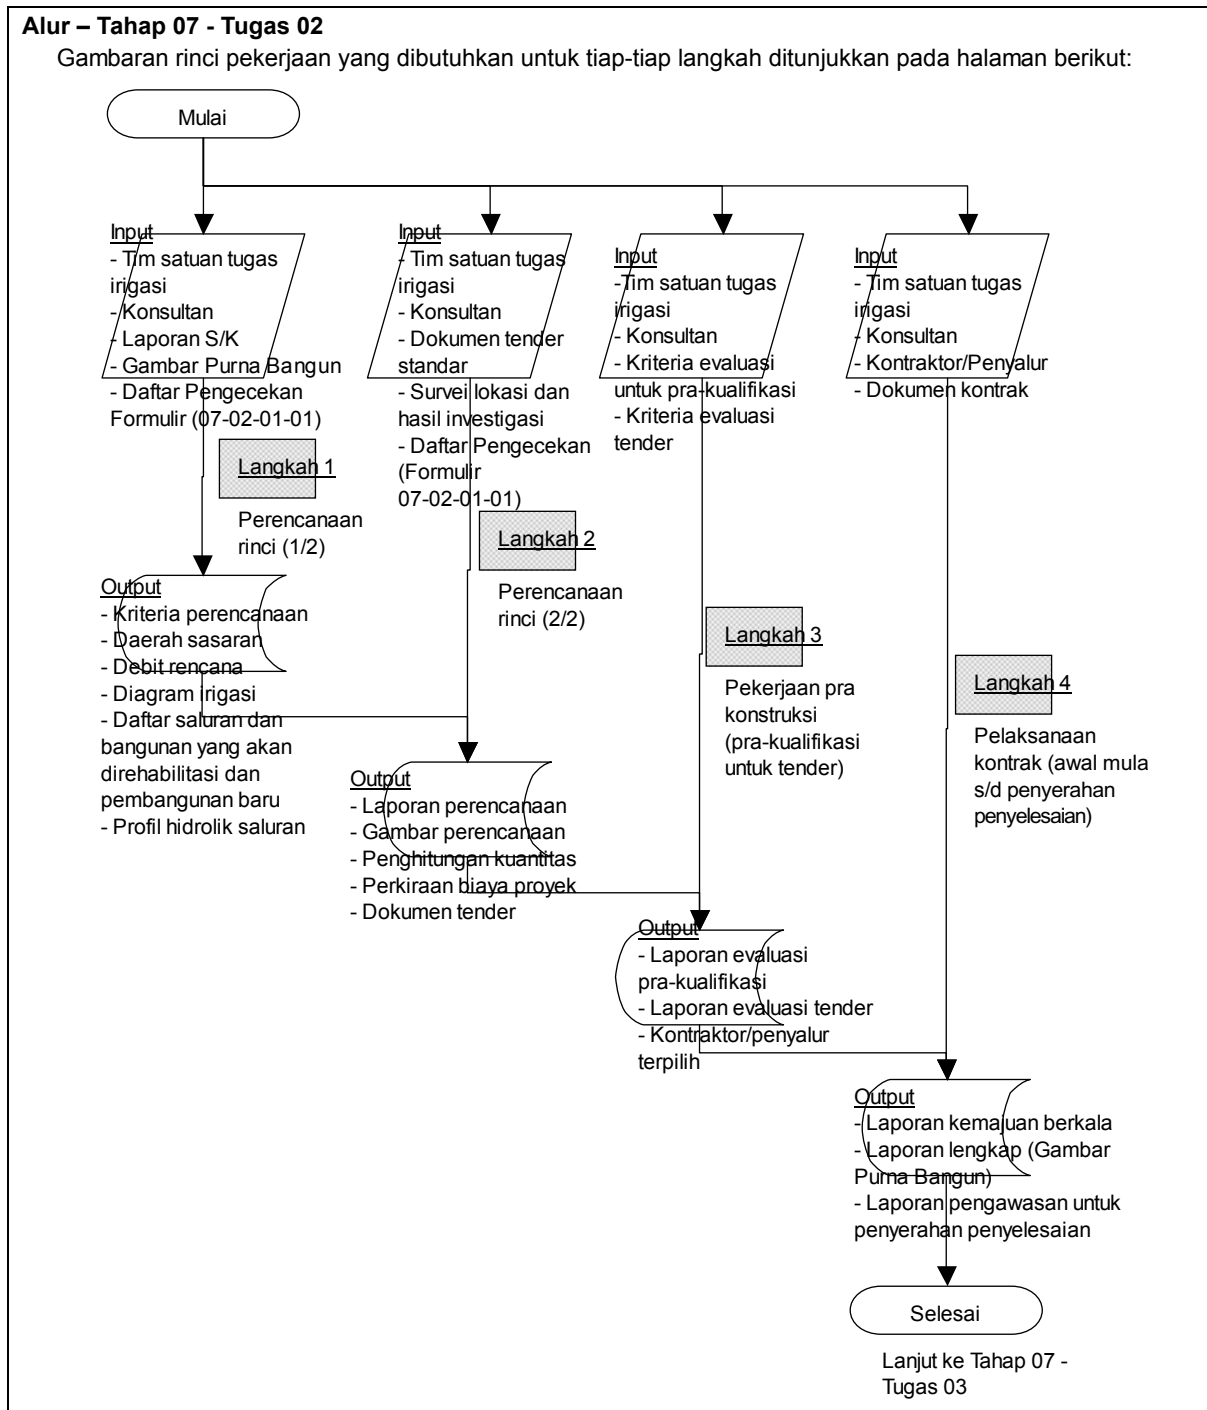 Alur – Tahap 07 - Tugas 02
Gambaran rinci pekerjaan yang dibutuhkan untuk tiap-tiap langkah ditunjukkan pada halaman berikut:
Mulai
Input
- Tim satuan tugas
irigasi
- Konsultan
- Laporan S/K
- Gambar Purna Bangun
- Daftar Pengecekan
Formulir (07-02-01-01)
Input
- Tim satuan tugas
irigasi
- Konsultan
- Dokumen tender
standar
- Survei lokasi dan
hasil investigasi
- Daftar Pengecekan
(Formulir
07-02-01-01)
Input
-Tim satuan tugas
irigasi
- Konsultan
- Kriteria evaluasi
untuk pra-kualifikasi
- Kriteria evaluasi
tender
Input
- Tim satuan tugas
irigasi
- Konsultan
- Kontraktor/Penyalur
- Dokumen kontrak
Langkah 1
Perencanaan
rinci (1/2)
Langkah 2
Perencanaan
rinci (2/2)
Langkah 3
Pekerjaan pra
konstruksi
(pra-kualifikasi
untuk tender)
Langkah 4
Pelaksanaan
kontrak (awal mula
s/d penyerahan
penyelesaian)
Output
- Kriteria perencanaan
- Daerah sasaran
- Debit rencana
- Diagram irigasi
- Daftar saluran dan
bangunan yang akan
direhabilitasi dan
pembangunan baru
- Profil hidrolik saluran
Output
- Laporan perencanaan
- Gambar perencanaan
- Penghitungan kuantitas
- Perkiraan biaya proyek
- Dokumen tender
Output
- Laporan evaluasi
pra-kualifikasi
- Laporan evaluasi tender
- Kontraktor/penyalur
terpilih
Output
- Laporan kemajuan berkala
- Laporan lengkap (Gambar
Purna Bangun)
- Laporan pengawasan untuk
penyerahan penyelesaian
Selesai
Lanjut ke Tahap 07 -
Tugas 03